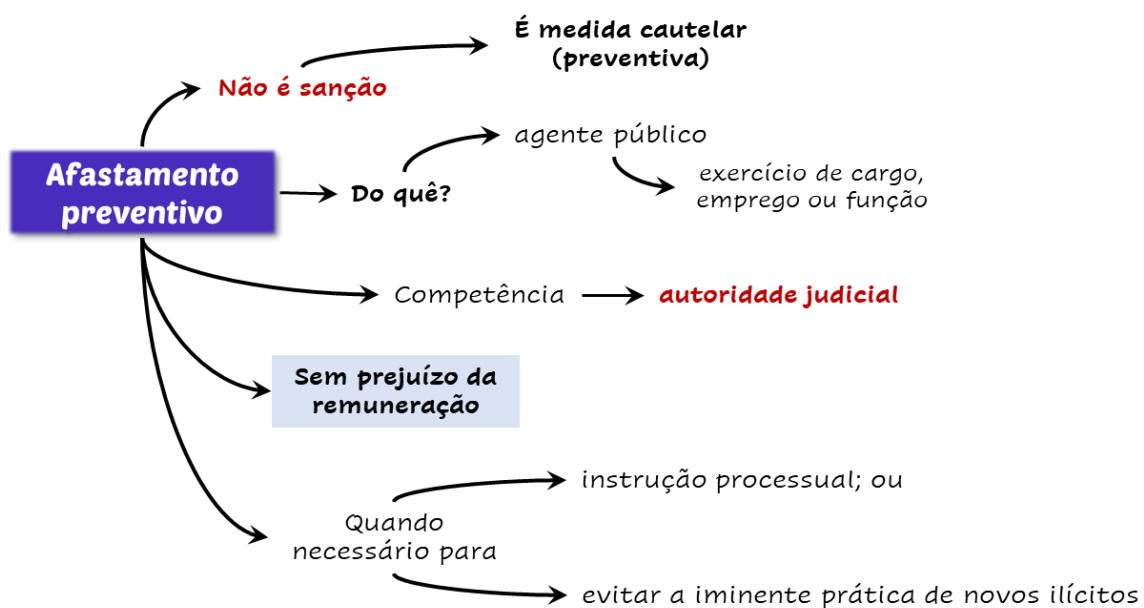 É medida cautelar
(preventiva)
Não é sanção
agente público
Afastamento
preventivo
Do quê?
exercício de cargo,
emprego ou função
Competência
autoridade judicial
Sem prejuízo da
remuneração
instrução processual; ou
Quando
necessário para
evitar a iminente prática de novos ilícitos